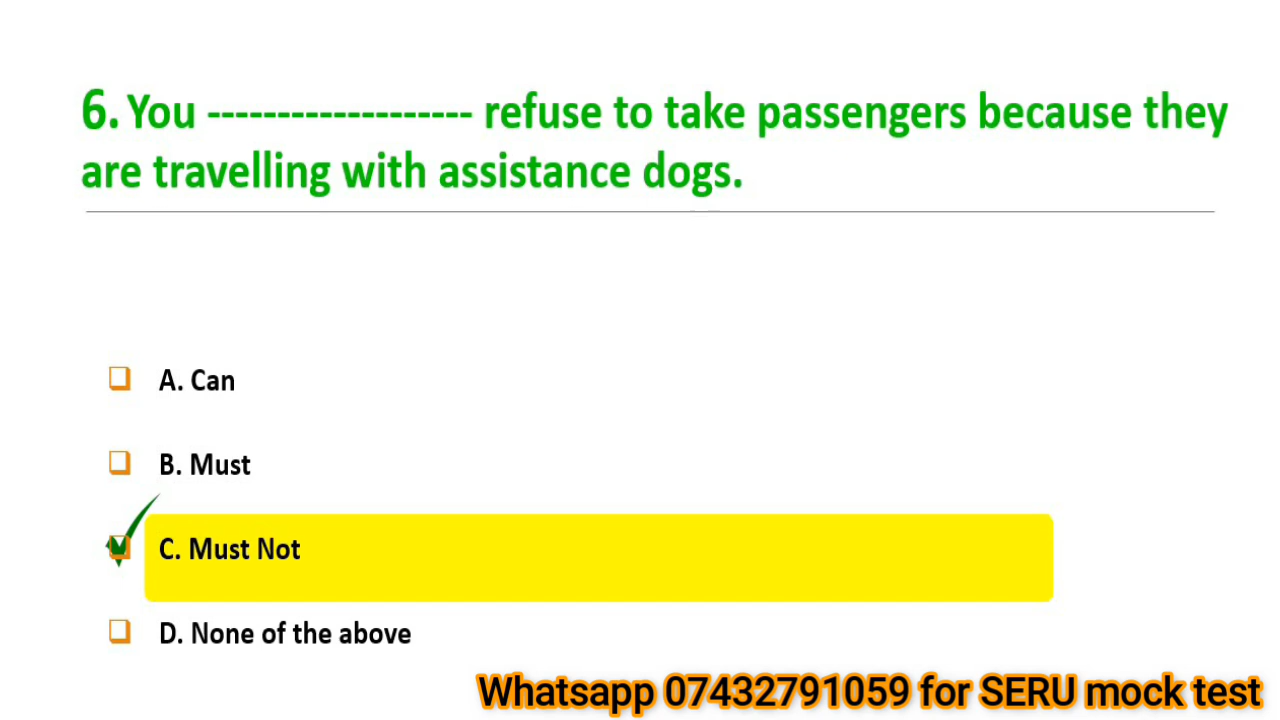 6. You ------------------- refuse to take passengers because they
are travelling with assistance dogs.
A. Can
B. Must
C. Must Not
D. None of the above
Whatsapp 07432791059 for SERU mock test